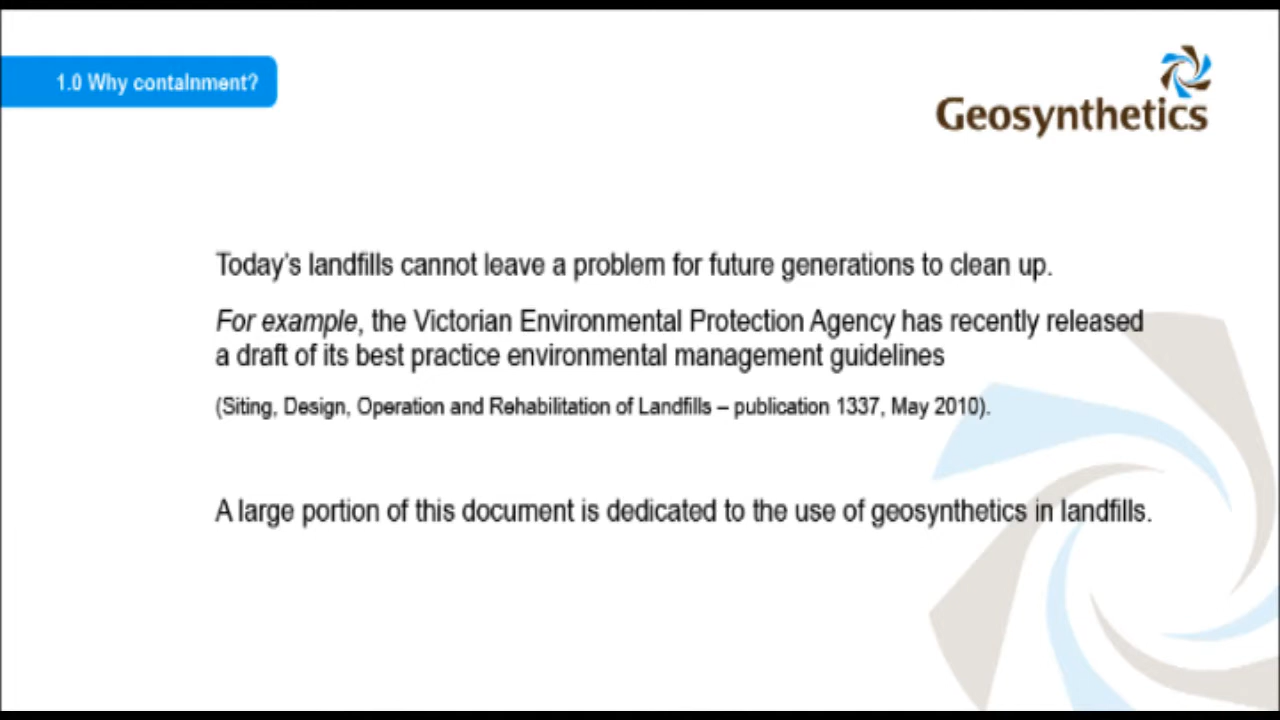 1.0 Why containment?
Geosynthetics
Today's landfills cannot leave a problem for future generations to clean up.
For example, the Victorian Environmental Protection Agency has recently released
a draft of its best practice environmental management guidelines
(Siting, Design, Operation and Rehabilitation of Landfills – publication 1337, May 2010).
A large portion of this document is dedicated to the use of geosynthetics in landfills.